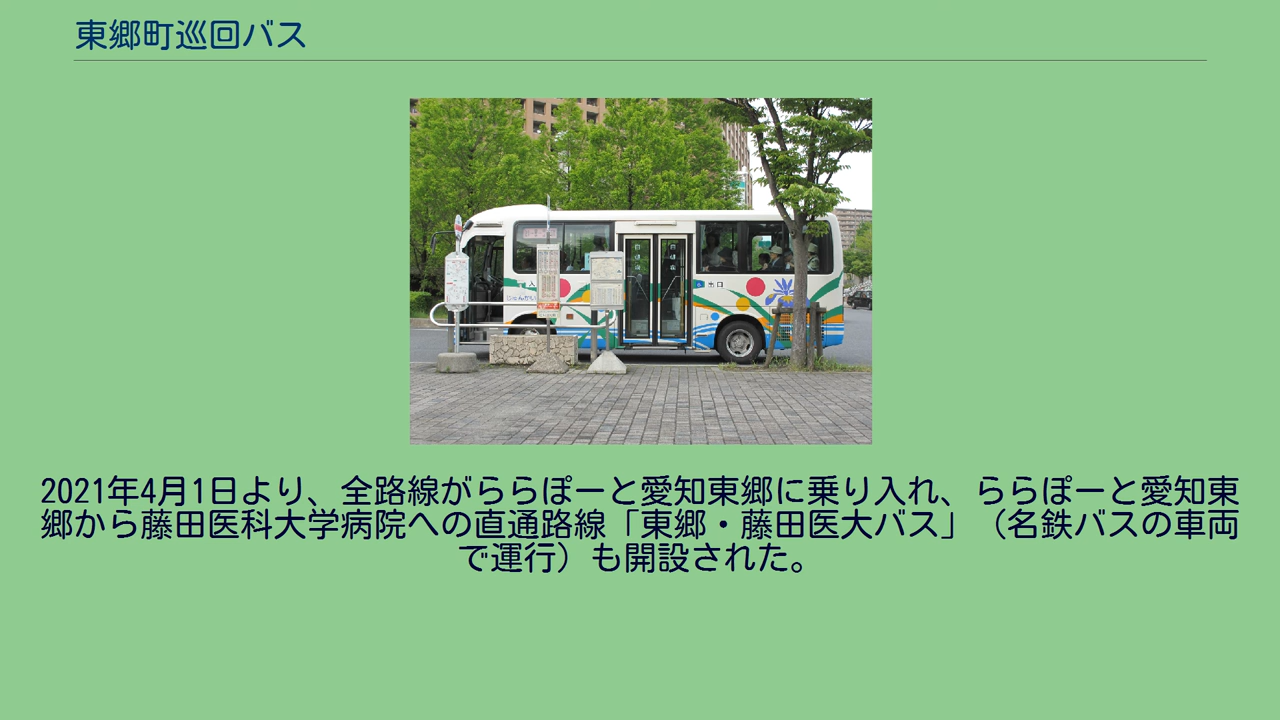 東郷町巡回バス
入口
出口
2021年4月1日より、全路線がららぽーと愛知東郷に乗り入れ、ららぽーと愛知東
郷から藤田医科大学病院への直通路線「東郷・藤田医大バス」（名鉄バスの車両
で運行）も開設された。